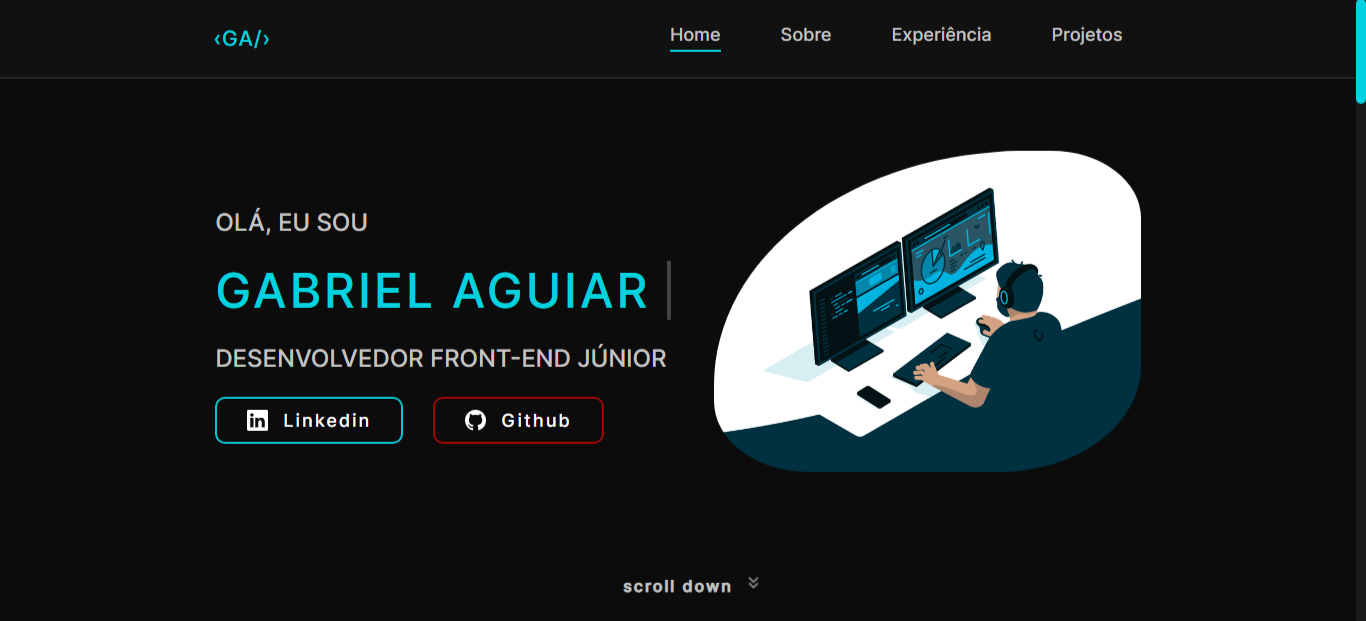 ‹GA/›
Home Sobre Experiência Projetos
OLÁ, EU SOU
GABRIEL AGUIAR
DESENVOLVEDOR FRONT-END JÚNIOR
Linkedin Github
scroll down